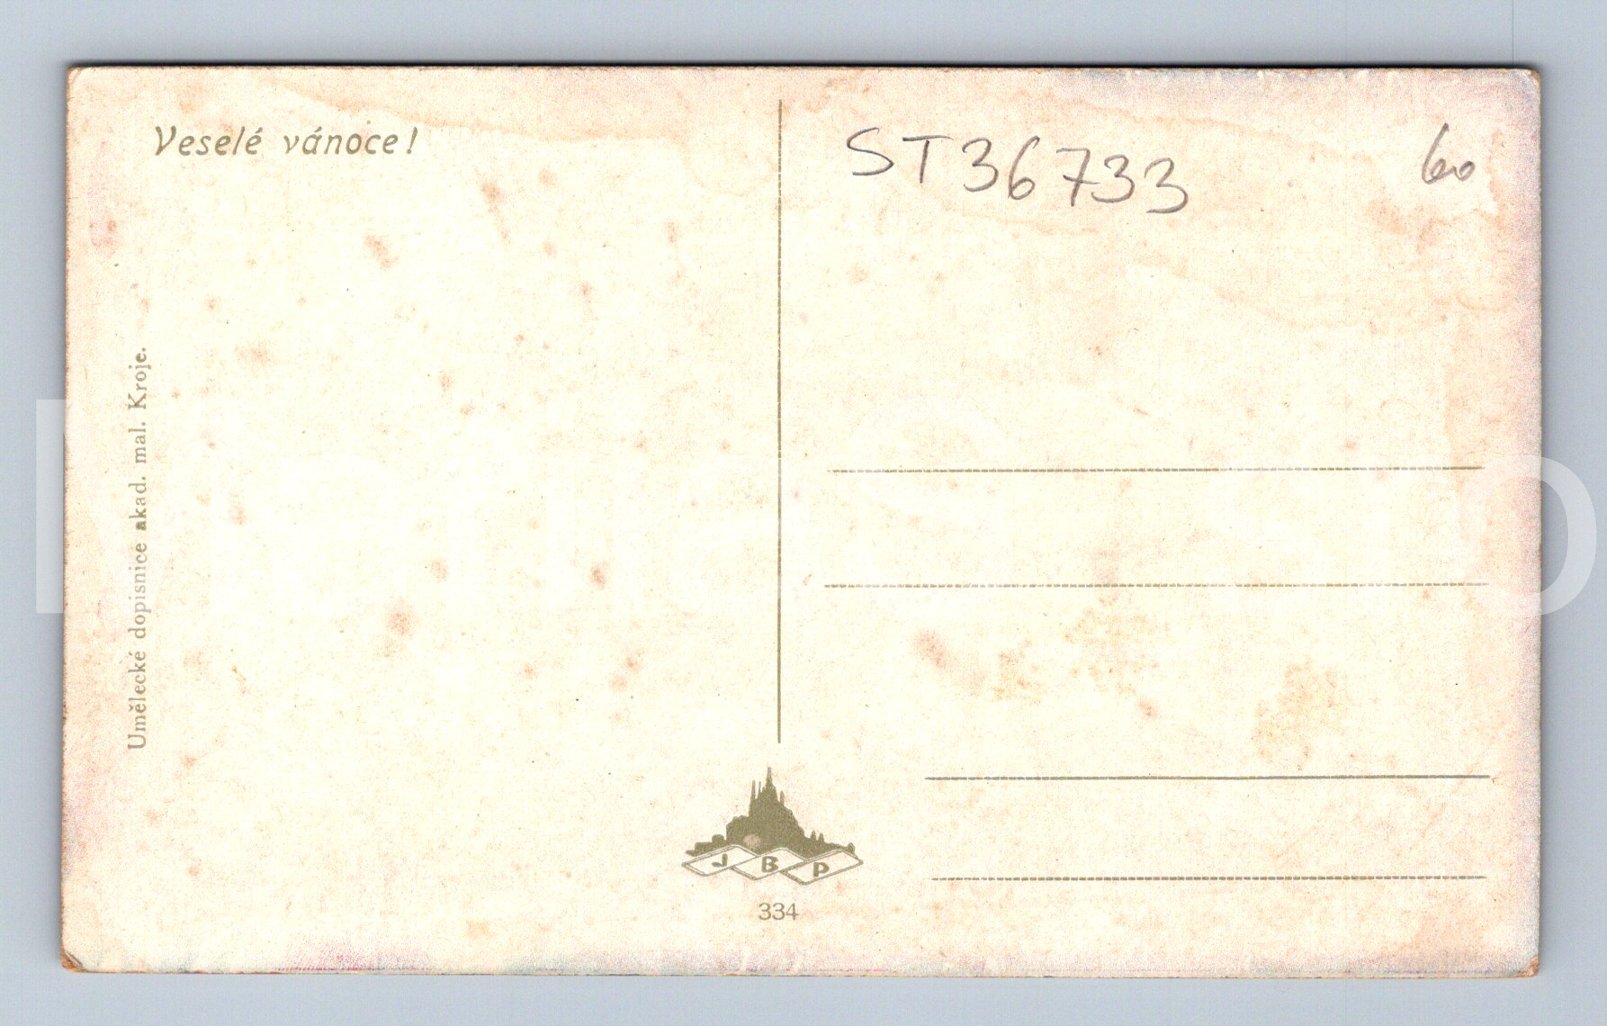 Veselé vánoce!
ST36733
60
Umělecké dopisnice akad. mal. Kroje.
J B P
334